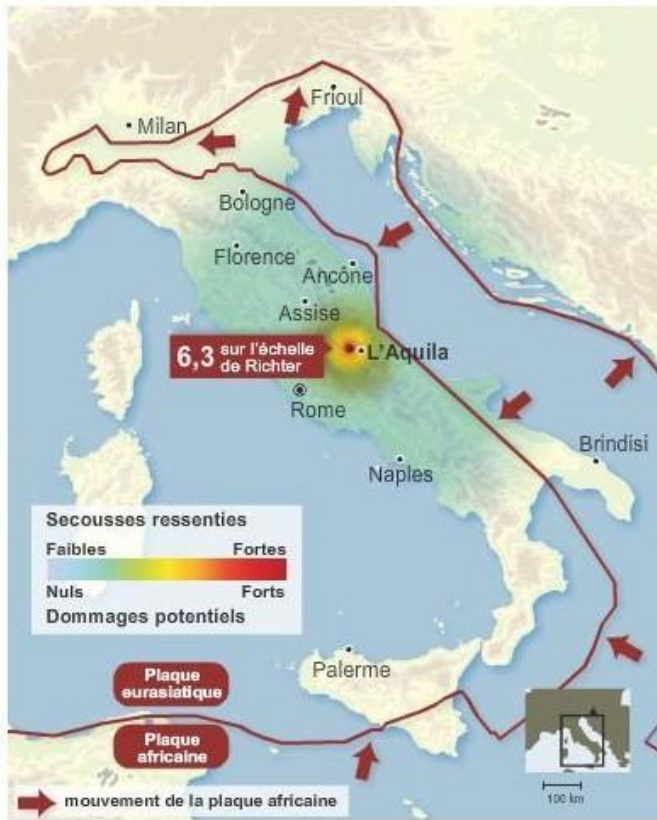 Frioul
Milan
Bologne
Florence
Ancône
Assise
6,3 sur l'échelle
de Richter
L'Aquila
Rome
Brindisi
Naples
Secousses ressenties
Faibles Fortes
Nuls Forts
Dommages potentiels
Palerme
Plaque
eurasiatique
Plaque
africaine
100 km
mouvement de la plaque africaine